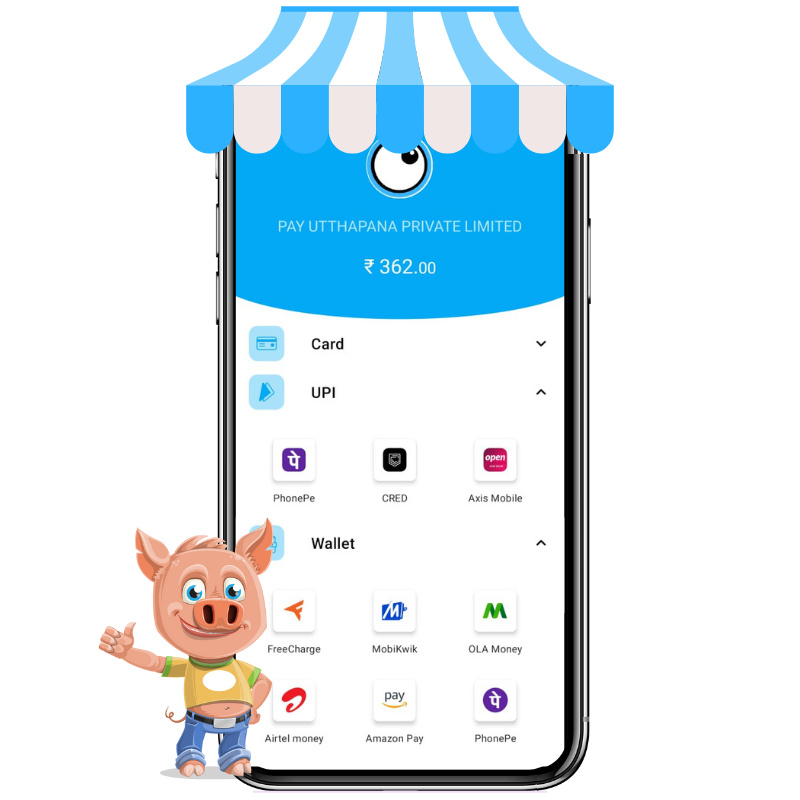 PAY UTTHAPANA PRIVATE LIMITED
₹ 362.00
Card
UPI
पे
open
PhonePe
CRED
Axis Mobile
Wallet
FreeCharge
MobiKwik
OLA Money
pay
पे
Airtel money
Amazon Pay
PhonePe